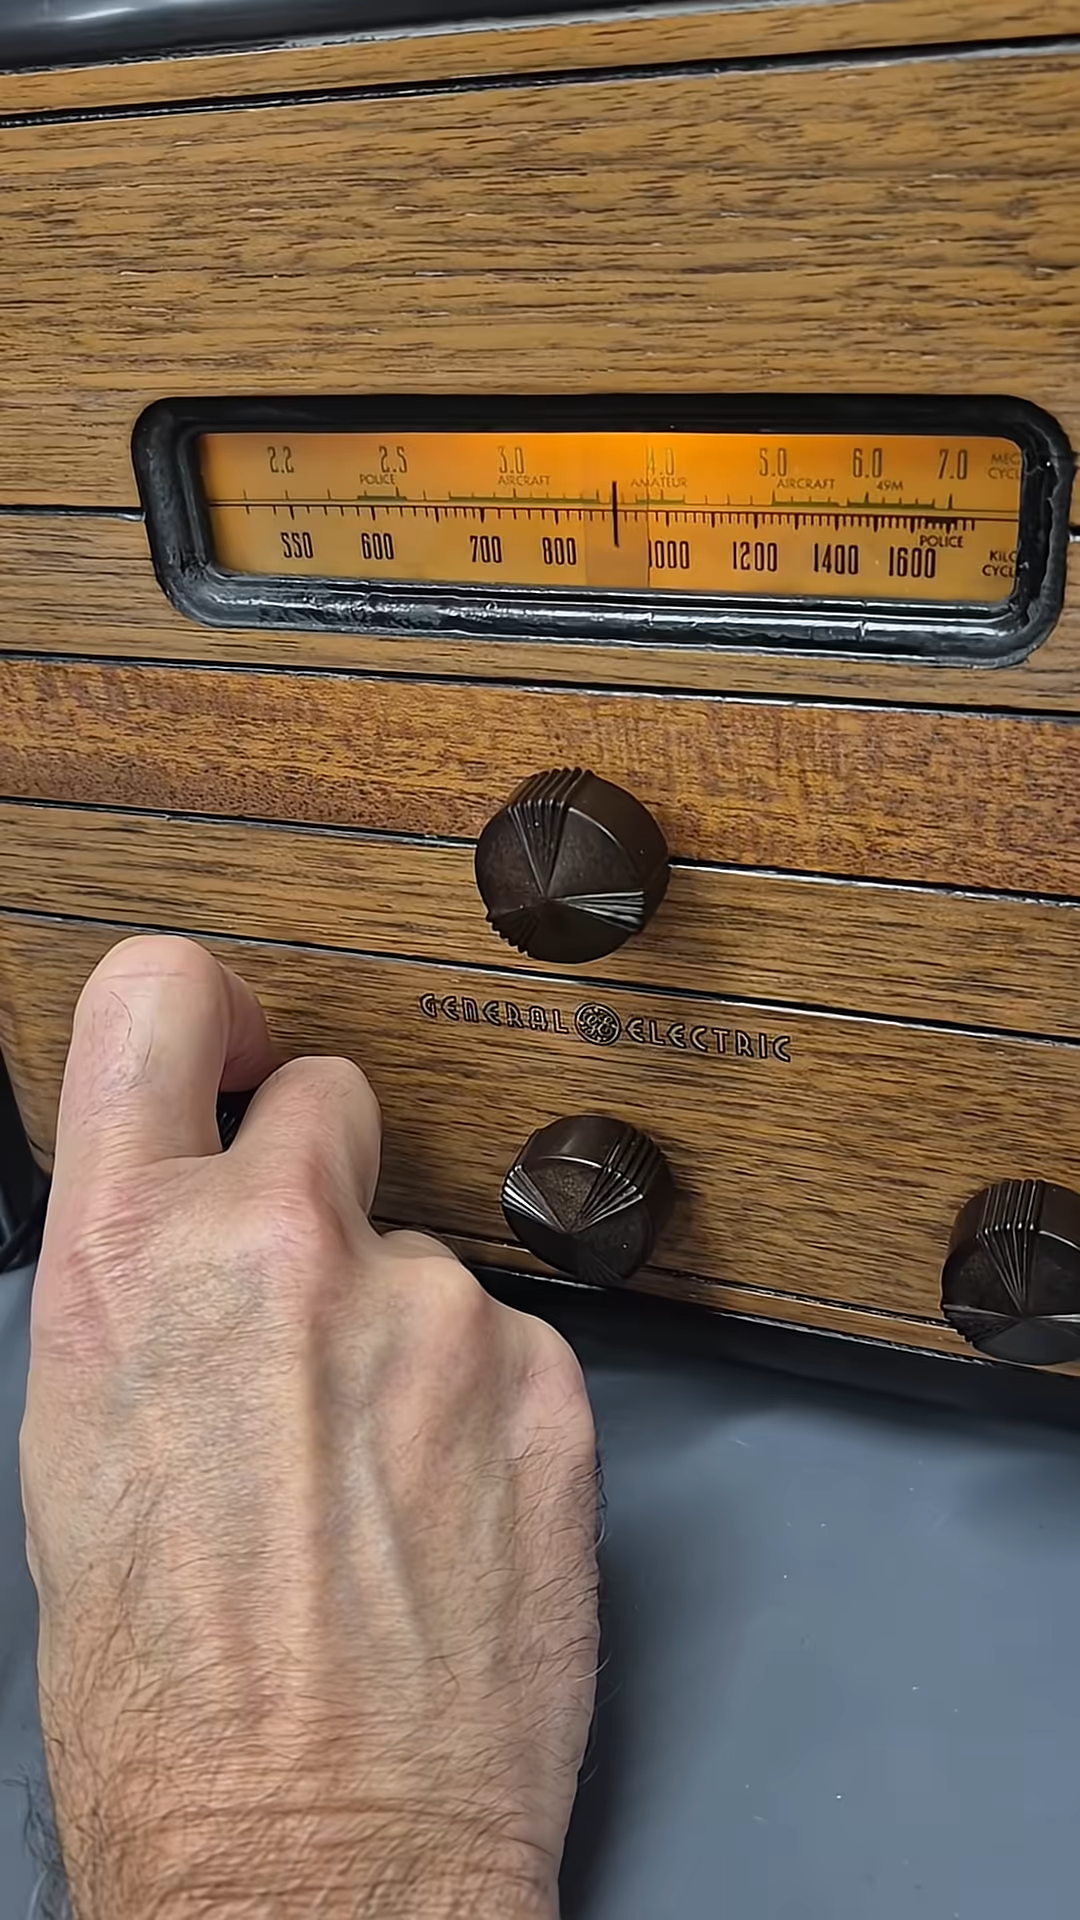 2.2 2.5 3.0 4.0 5.0 6.0 7.0
POLICE AIRCRAFT AMATEUR AIRCRAFT 49M
POLICE
550 600 700 800 1000 1200 1400 1600
GENERAL GE ELECTRIC